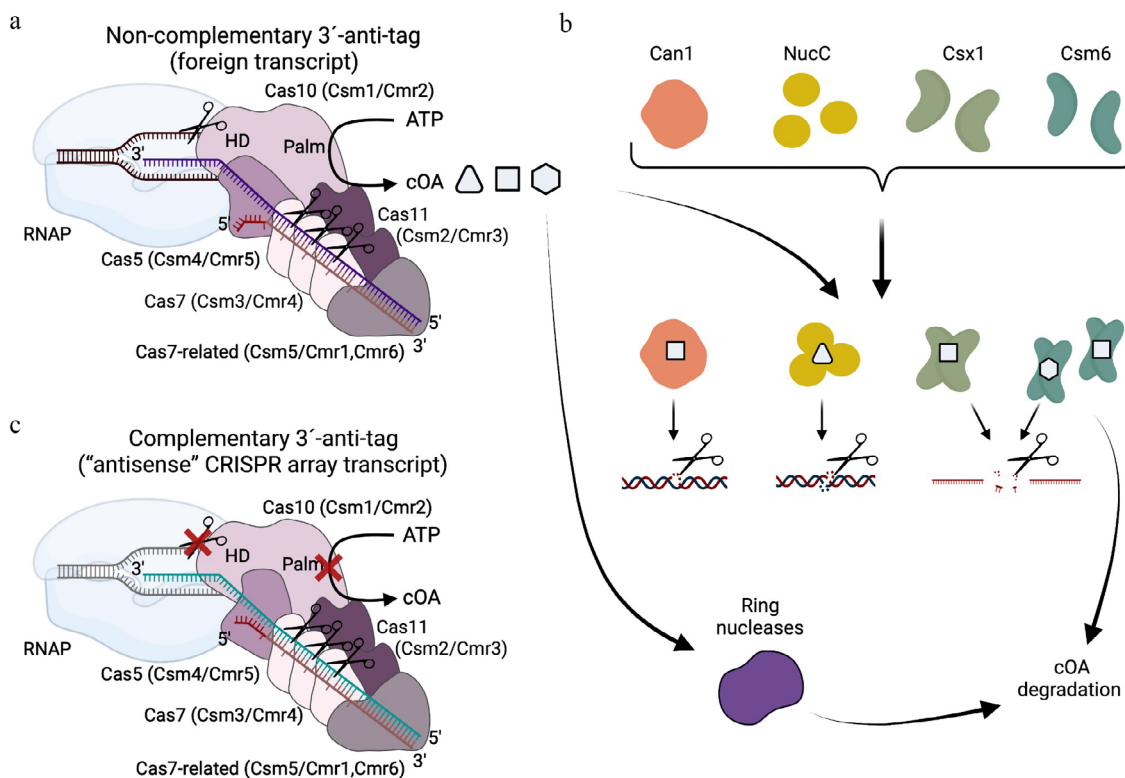 a
Non-complementary 3´-anti-tag
(foreign transcript)
Cas10 (Csm1/Cmr2)
ATP
HD
Palm
3'
cOA
5'
Cas11
(Csm2/Cmr3)
RNAP
Cas5 (Csm4/Cmr5)
Cas7 (Csm3/Cmr4)
5'
3'
Cas7-related (Csm5/Cmr1,Cmr6)
b
Can1
NucC
Csx1
Csm6
Ring
nucleases
cOA
degradation
c
Complementary 3´-anti-tag
(“antisense” CRISPR array transcript)
Cas10 (Csm1/Cmr2)
ATP
HD
Palm
3'
cOA
5'
Cas11
(Csm2/Cmr3)
RNAP
Cas5 (Csm4/Cmr5)
Cas7 (Csm3/Cmr4)
5'
3'
Cas7-related (Csm5/Cmr1,Cmr6)